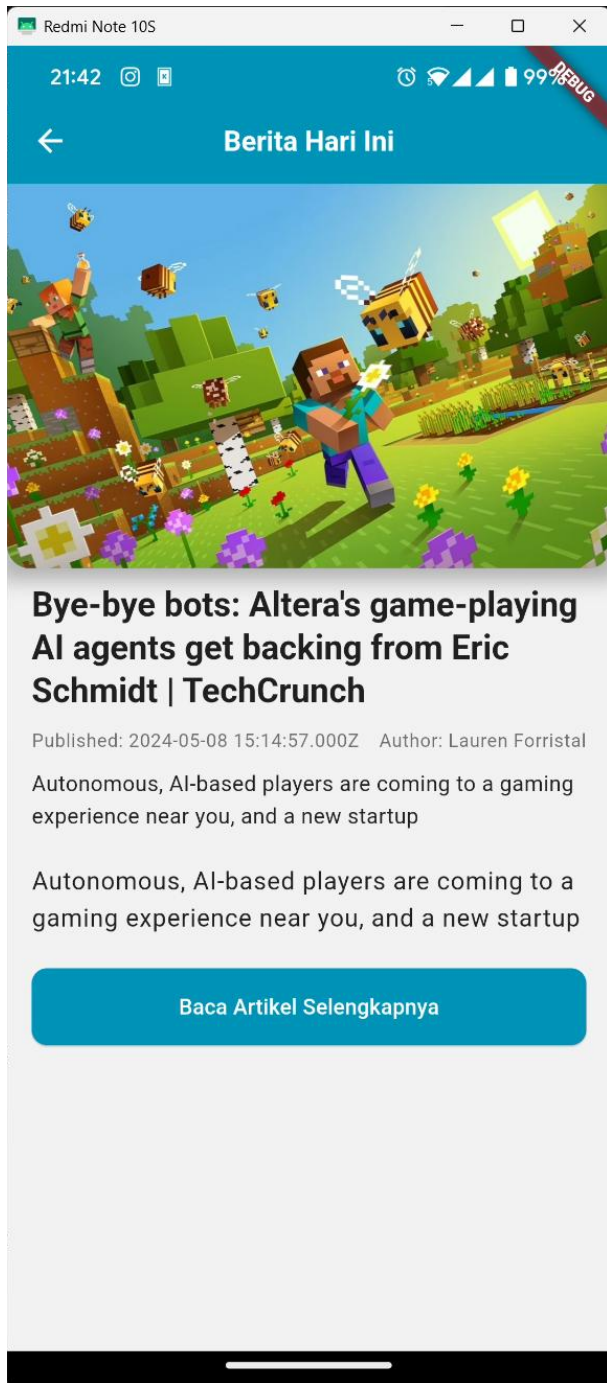 Redmi Note 10S
21:42
99%
DEBUG
Berita Hari Ini
Bye-bye bots: Altera's game-playing
AI agents get backing from Eric
Schmidt | TechCrunch
Published: 2024-05-08 15:14:57.000Z Author: Lauren Forristal
Autonomous, AI-based players are coming to a gaming
experience near you, and a new startup
Autonomous, AI-based players are coming to a
gaming experience near you, and a new startup
Baca Artikel Selengkapnya